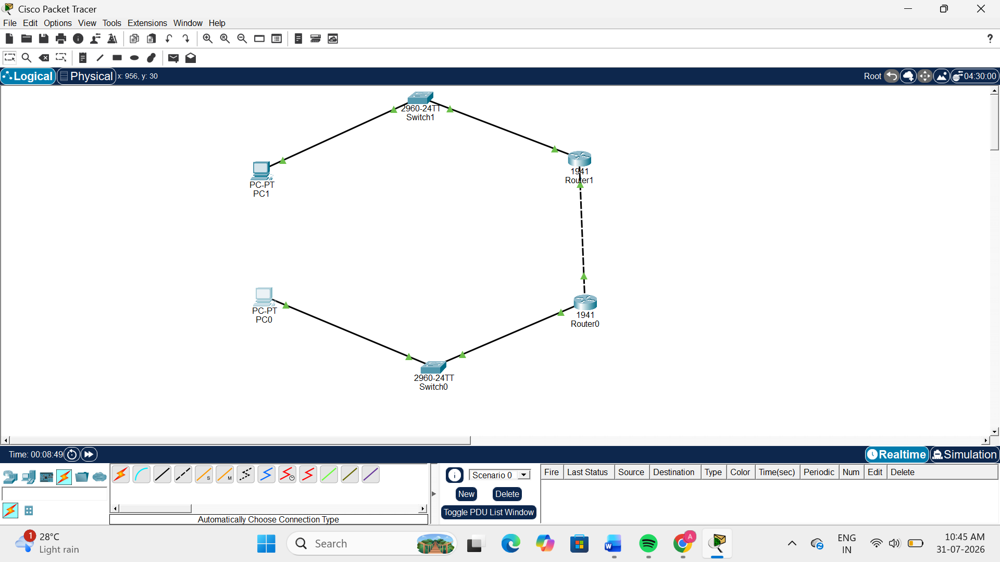 Cisco Packet Tracer
File Edit Options View Tools Extensions Window Help
?
Logical Physical x: 956, y: 30 Root 04:30:00
2960-24TT
Switch1
1941
Router1
PC-PT
PC1
PC-PT
PC0
1941
Router0
2960-24TT
Switch0
Time: 00:08:49 Realtime Simulation
S M
Scenario 0
Fire Last Status Source Destination Type Color Time(sec) Periodic Num Edit Delete
New Delete
Toggle PDU List Window
Automatically Choose Connection Type
1
28°C
Light rain
Search
A
ENG
IN
10:45 AM
31-07-2026